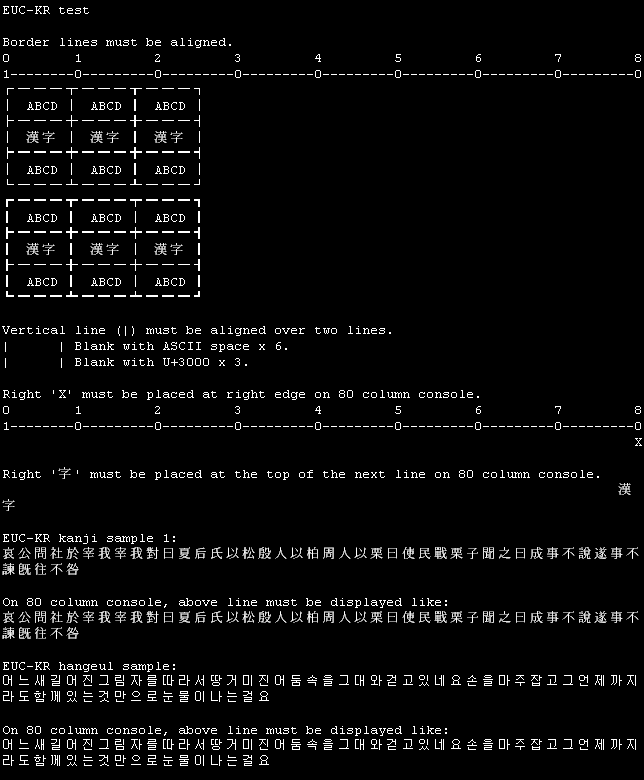 EUC-KR test
Border lines must be aligned.
0 1 2 3 4 5 6 7 8
1--------0---------0---------0---------0---------0---------0---------0---------0
ABCD ABCD ABCD
漢字 漢字 漢字
ABCD ABCD ABCD
ABCD ABCD ABCD
漢字 漢字 漢字
ABCD ABCD ABCD
Vertical line (|) must be aligned over two lines.
|      | Blank with ASCII space x 6.
|      | Blank with U+3000 x 3.
Right 'X' must be placed at right edge on 80 column console.
0 1 2 3 4 5 6 7 8
1--------0---------0---------0---------0---------0---------0---------0---------0
X
Right '字' must be placed at the top of the next line on 80 column console.
漢
字
EUC-KR kanji sample 1:
哀公問社於宰我宰我對曰夏后氏以松殷人以柏周人以栗曰使民戰栗子聞之曰成事不說遂事不
諫旣往不咎
On 80 column console, above line must be displayed like:
哀公問社於宰我宰我對曰夏后氏以松殷人以柏周人以栗曰使民戰栗子聞之曰成事不說遂事不
諫旣往不咎
EUC-KR hangeul sample:
어느새길어진그림자를따라서땅거미진어둠속을그대와걷고있네요손을마주잡고그언제까지
라도함께있는것만으로눈물이나는걸요
On 80 column console, above line must be displayed like:
어느새길어진그림자를따라서땅거미진어둠속을그대와걷고있네요손을마주잡고그언제까지
라도함께있는것만으로눈물이나는걸요